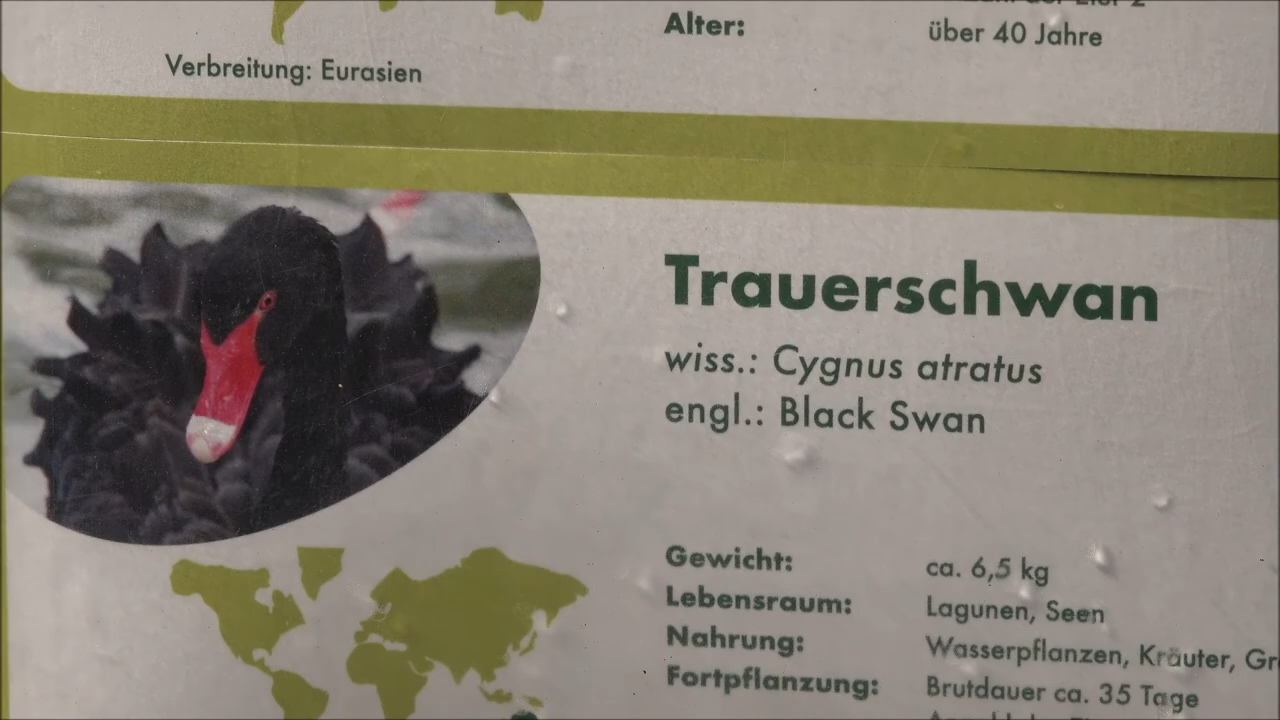 Alter: über 40 Jahre
Verbreitung: Eurasien
Trauerschwan
wiss.: Cygnus atratus
engl.: Black Swan
Gewicht: ca. 6,5 kg
Lebensraum: Lagunen, Seen
Nahrung: Wasserpflanzen, Kräuter, Gr
Fortpflanzung: Brutdauer ca. 35 Tage